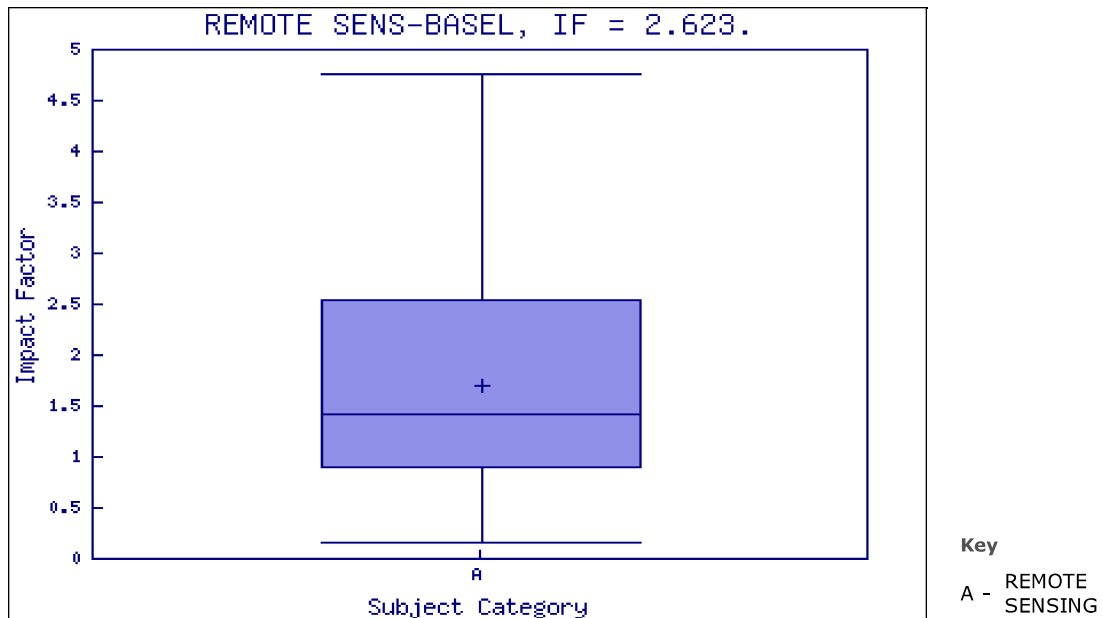 REMOTE SENS-BASEL, IF = 2.623.
5
4.5
4
3.5
3
2.5
2
1.5
1
0.5
0
Impact Factor
A
Subject Category
Key
A - REMOTE
SENSING